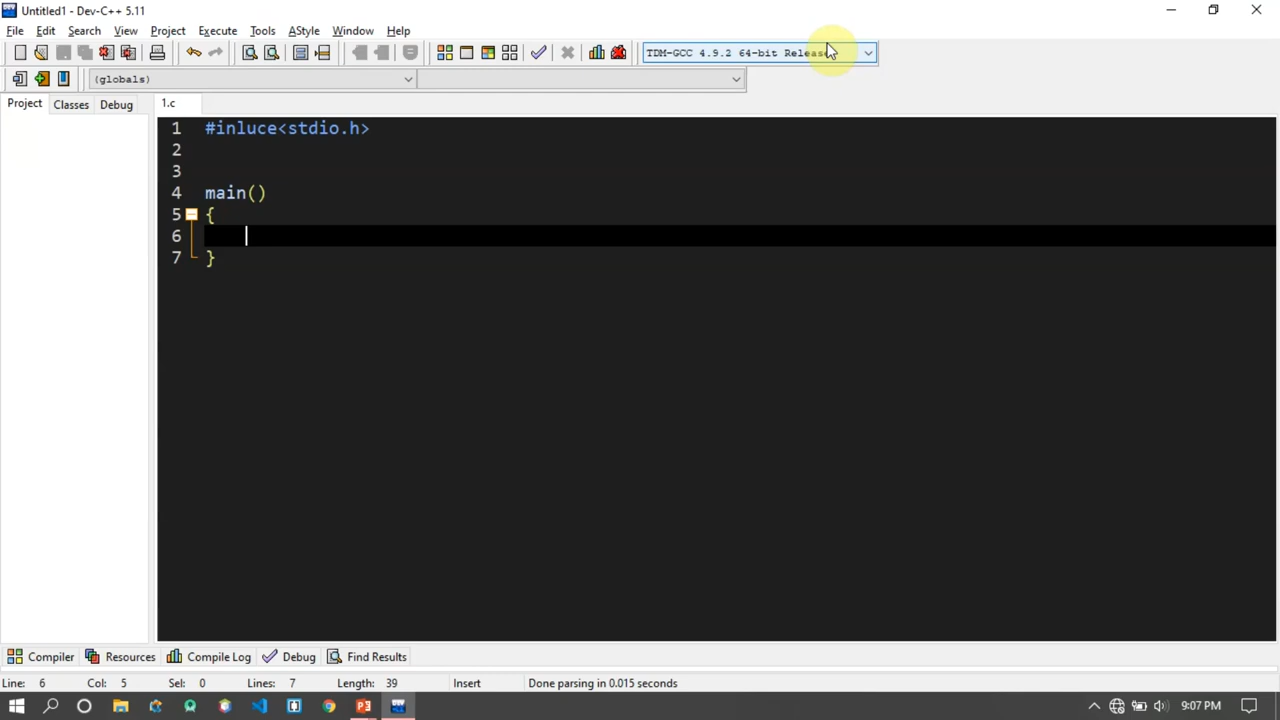 Untitled1 - Dev-C++ 5.11
File Edit Search View Project Execute Tools AStyle Window Help
TDM-GCC 4.9.2 64-bit Release
(globals)
Project Classes Debug 1.c
1 #inluce<stdio.h>
2
3
4 main()
5 {
6
7 }
Compiler Resources Compile Log Debug Find Results
Line: 6 Col: 5 Sel: 0 Lines: 7 Length: 39 Insert Done parsing in 0.015 seconds
9:07 PM